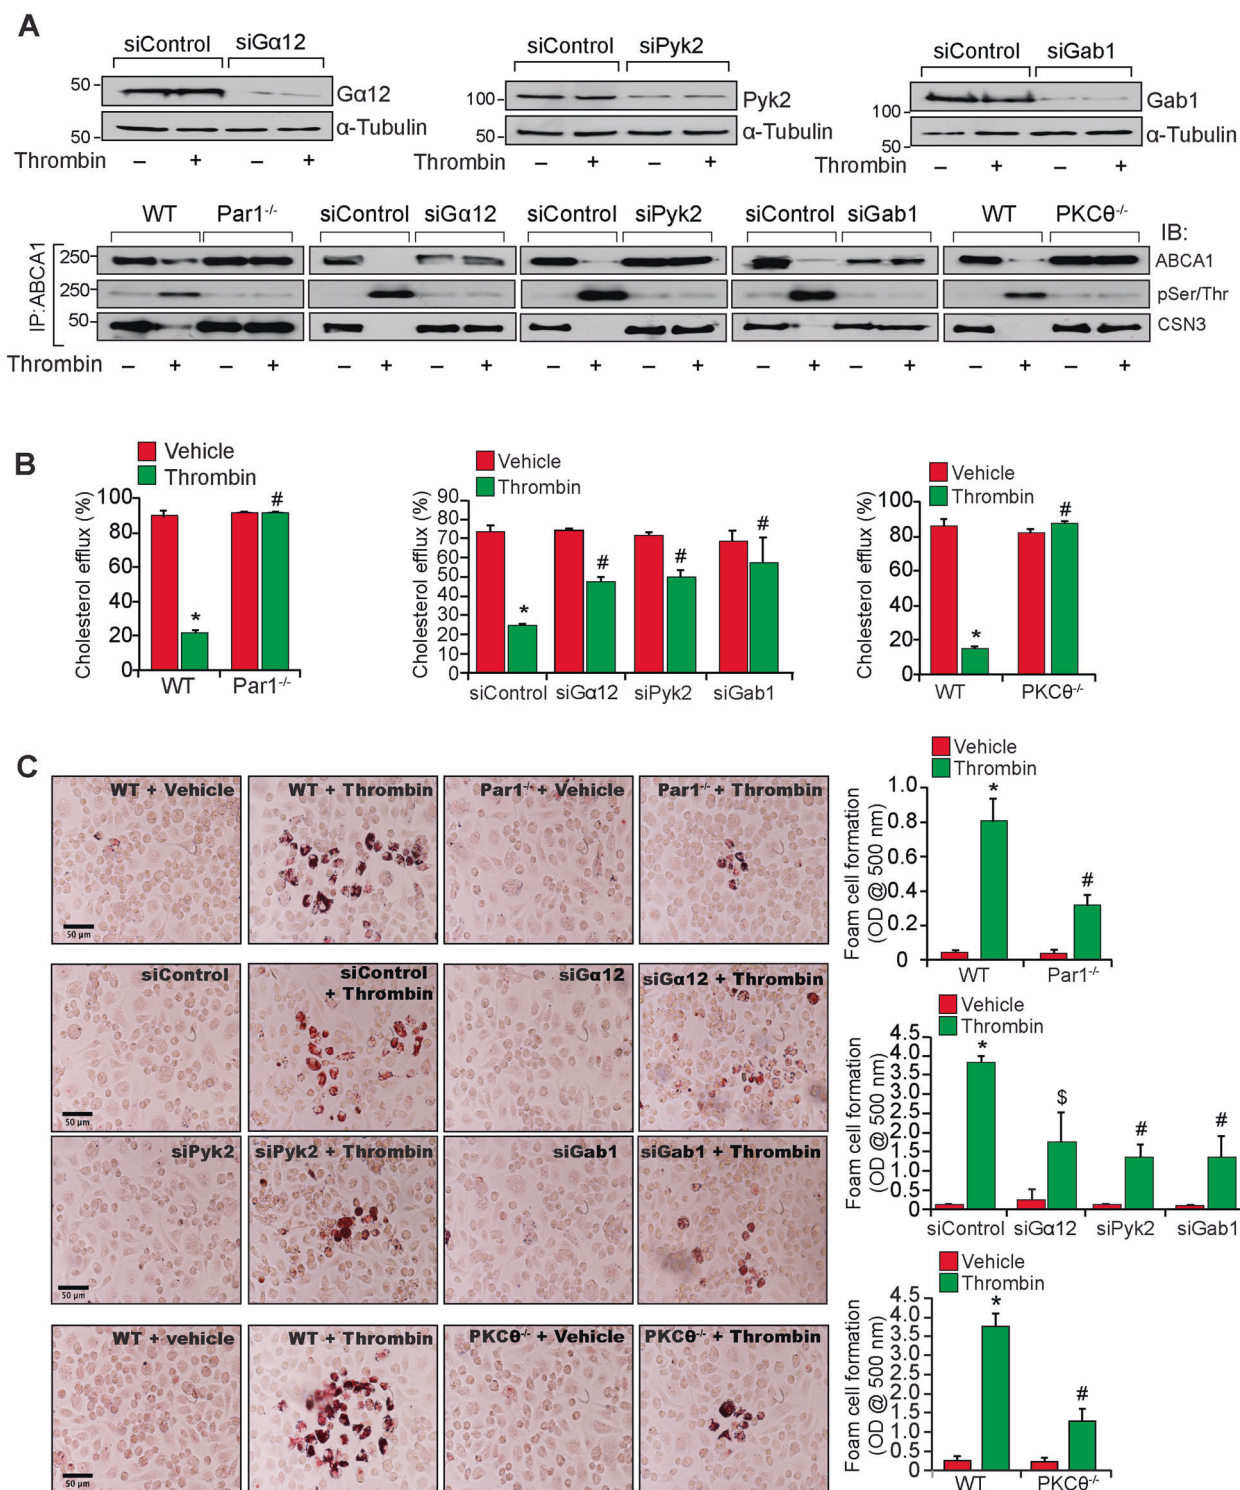 A
siControl siGα12
50
Gα12
50
α-Tubulin
Thrombin – + – +
siControl siPyk2
100
Pyk2
50
α-Tubulin
Thrombin – + – +
siControl siGab1
100
Gab1
50
α-Tubulin
Thrombin – + – +
WT Par1-/- siControl siGα12 siControl siPyk2 siControl siGab1 WT PKCθ-/-
IB:
IP:ABCA1
250
ABCA1
250
pSer/Thr
50
CSN3
Thrombin – + – + – + – + – + – + – + – + – + – +
B
Vehicle
Thrombin
Cholesterol efflux (%)
100
80
60
40
20
0
*
#
WT Par1-/-
Vehicle
Thrombin
Cholesterol efflux (%)
90
80
70
60
50
40
30
20
10
0
*
#
#
#
siControl siGα12 siPyk2 siGab1
Vehicle
Thrombin
Cholesterol efflux (%)
100
80
60
40
20
0
*
#
WT PKCθ-/-
C
WT + Vehicle
WT + Thrombin
Par1-/- + Vehicle
Par1-/- + Thrombin
50 µm
siControl
siControl
+ Thrombin
siGα12
siGα12 + Thrombin
50 µm
siPyk2
siPyk2 + Thrombin
siGab1
siGab1 + Thrombin
50 µm
WT + vehicle
WT + Thrombin
PKCθ-/- + Vehicle
PKCθ-/- + Thrombin
50 µm
Vehicle
Thrombin
Foam cell formation
(OD @ 500 nm)
1.0
0.8
0.6
0.4
0.2
0
*
#
WT Par1-/-
Vehicle
Thrombin
Foam cell formation
(OD @ 500 nm)
4.5
4.0
3.5
3.0
2.5
2.0
1.5
1.0
0.5
0
*
$
#
#
siControl siGα12 siPyk2 siGab1
Vehicle
Thrombin
Foam cell formation
(OD @ 500 nm)
4.5
4.0
3.5
3.0
2.5
2.0
1.5
1.0
0.5
0
*
#
WT PKCθ-/-